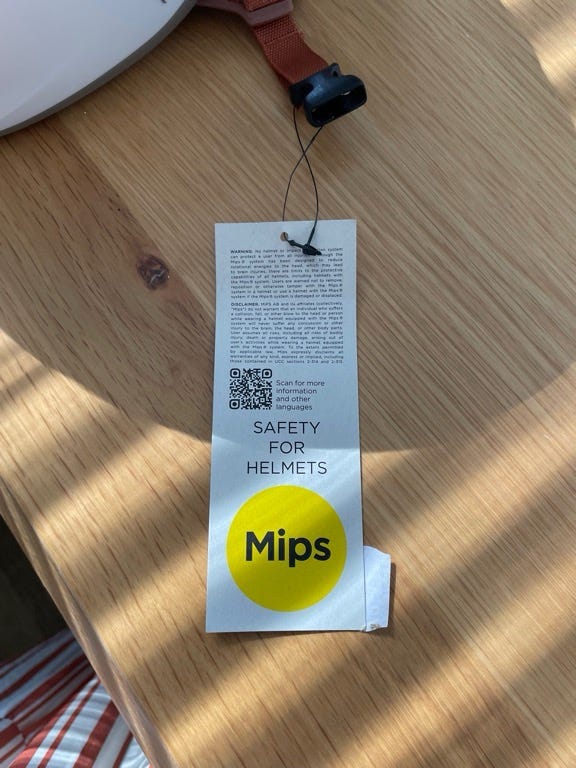 WARNING: No helmet or impact system
can protect a user from all injuries. Though the
Mips® system has been designed to reduce
rotational energies to the head, which may lead
to brain injuries, there are limits to the protective
capabilities of all helmets, including helmets with
the Mips® system. Users are warned not to remove,
reposition or otherwise tamper with the Mips®
system in a helmet or use a helmet with the Mips®
system if the Mips® system is damaged or displaced.
DISCLAIMER. MIPS AB and its affiliates (collectively,
"Mips") do not warrant that an individual who suffers
a collision, fall, or other blow to the head or person
while wearing a helmet equipped with the Mips®
system will never suffer any concussion or other
injury to the brain, the head, or other body parts.
User assumes all risks, including all risks of bodily
injury, death or property damage, arising out of
user's activities while wearing a helmet equipped
with the Mips® system. To the extent permitted
by applicable law, Mips expressly disclaims all
warranties of any kind, express or implied, including
those contained in UCC sections 2-314 and 2-315.
Scan for more
information
and other
languages
SAFETY
FOR
HELMETS
Mips